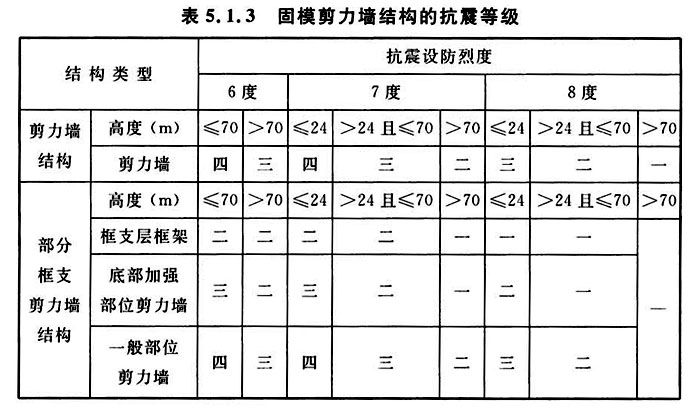 表 5.1.3 固模剪力墙结构的抗震等级
结构类型 抗震设防烈度
6 度 7 度 8 度
剪力墙结构 高度（m） ≤70 >70 ≤24 >24 且≤70 >70 ≤24 >24 且≤70 >70
剪力墙 四 三 四 三 二 三 二 一
部分框支剪力墙结构 高度（m） ≤70 >70 ≤24 >24 且≤70 >70 ≤24 >24 且≤70 >70
框支层框架 二 二 二 二 一 一 一 —
底部加强部位剪力墙 三 二 三 二 一 二 一
一般部位剪力墙 四 三 四 三 二 三 二